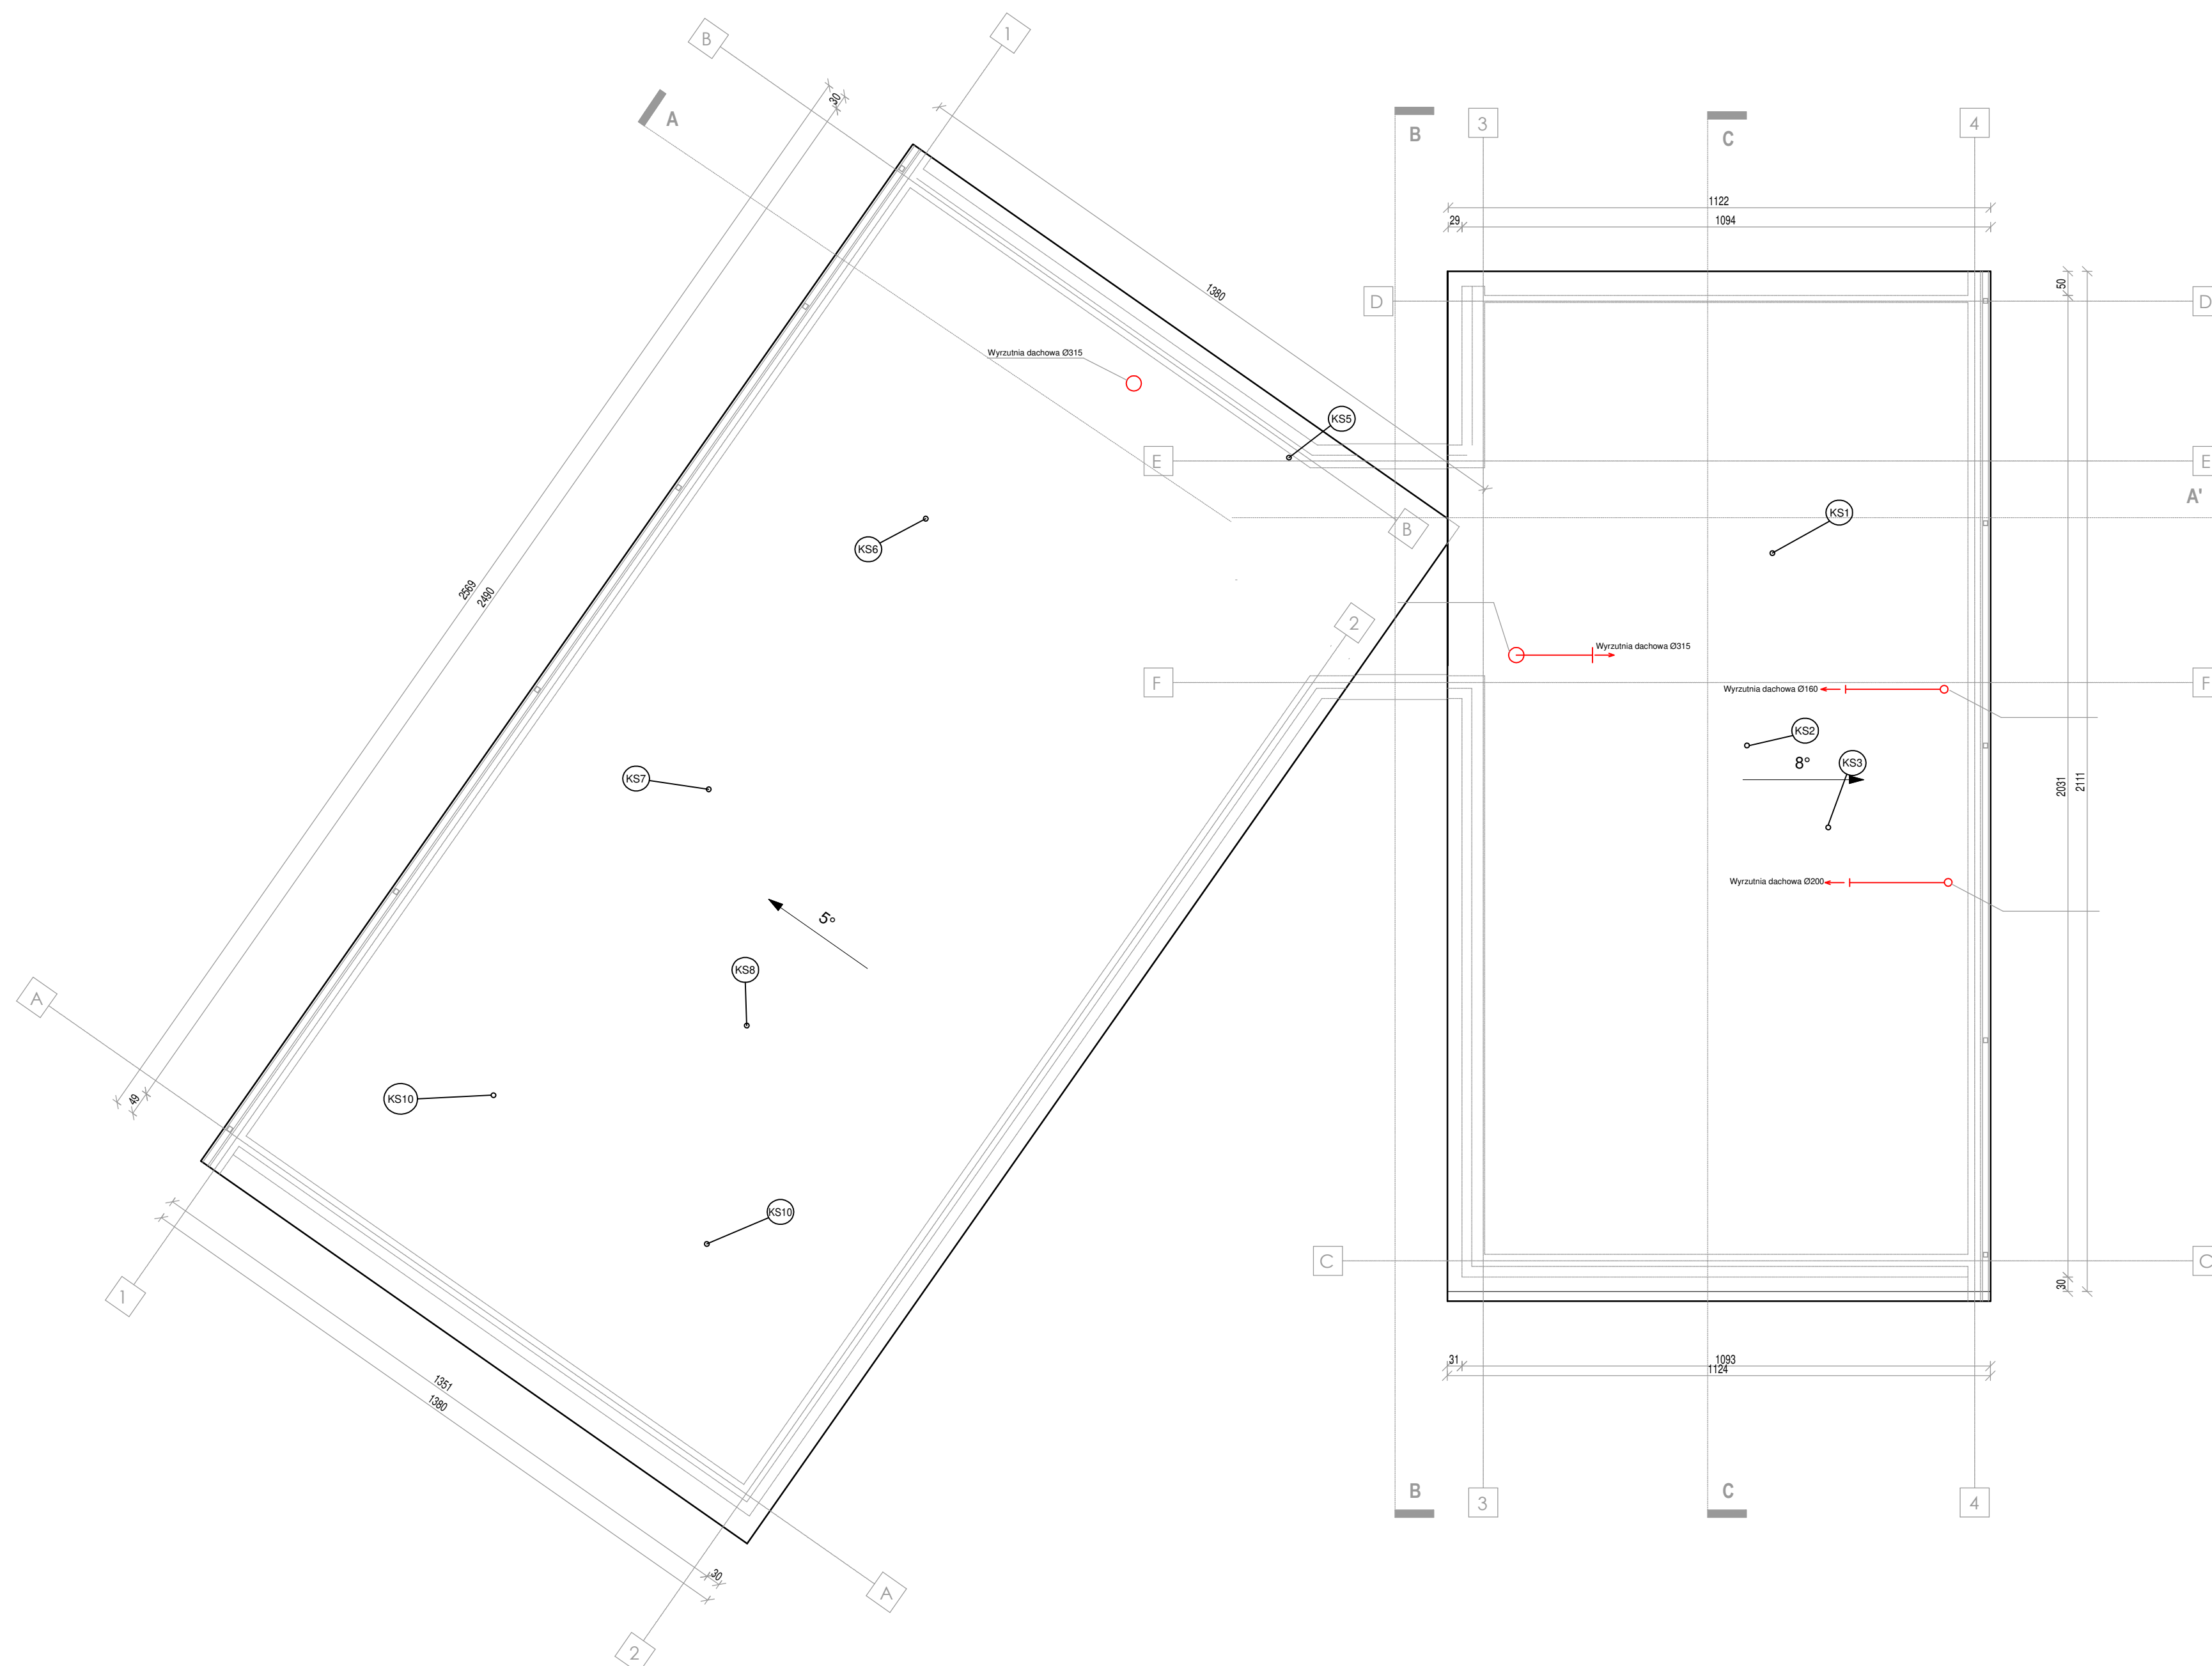 B
1
A
30
B
3
C
4
1122
29
1094
50
1380
D
D
Wyrzutnia dachowa Ø315
KS5
E
E
A'
KS1
B
KS6
2569
2490
2
Wyrzutnia dachowa Ø315
F
F
Wyrzutnia dachowa Ø160
KS2
8°
KS3
KS7
2031
2111
Wyrzutnia dachowa Ø200
5°
KS8
A
49
KS10
KS10
1
C
C
30
31
1093
1124
1351
1380
B
3
C
4
30
A
2